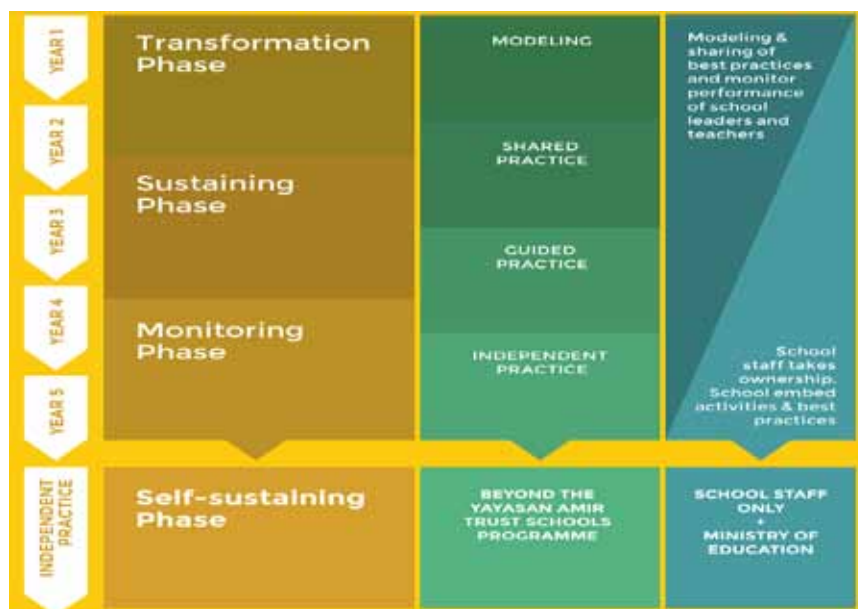 YEAR 1
YEAR 2
YEAR 3
YEAR 4
YEAR 5
INDEPENDENT
PRACTICE
Transformation
Phase
Sustaining
Phase
Monitoring
Phase
Self-sustaining
Phase
MODELING
SHARED
PRACTICE
GUIDED
PRACTICE
INDEPENDENT
PRACTICE
BEYOND THE
YAYASAN AMIR
TRUST SCHOOLS
PROGRAMME
Modeling &
sharing of
best practices
and monitor
performance
of school
leaders and
teachers
School
staff takes
ownership.
School embed
activities & best
practices
SCHOOL STAFF
ONLY
+
MINISTRY OF
EDUCATION